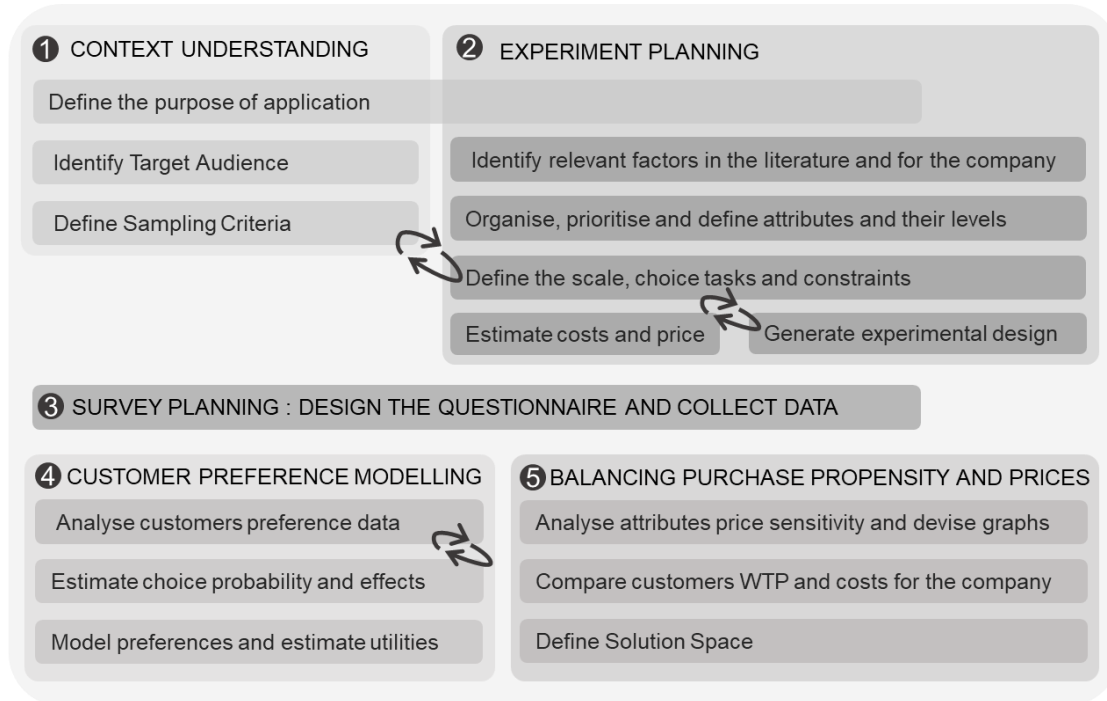 1 CONTEXT UNDERSTANDING
Define the purpose of application
Identify Target Audience
Define Sampling Criteria
2 EXPERIMENT PLANNING
Identify relevant factors in the literature and for the company
Organise, prioritise and define attributes and their levels
Define the scale, choice tasks and constraints
Estimate costs and price
Generate experimental design
3 SURVEY PLANNING : DESIGN THE QUESTIONNAIRE AND COLLECT DATA
4 CUSTOMER PREFERENCE MODELLING
Analyse customers preference data
Estimate choice probability and effects
Model preferences and estimate utilities
5 BALANCING PURCHASE PROPENSITY AND PRICES
Analyse attributes price sensitivity and devise graphs
Compare customers WTP and costs for the company
Define Solution Space